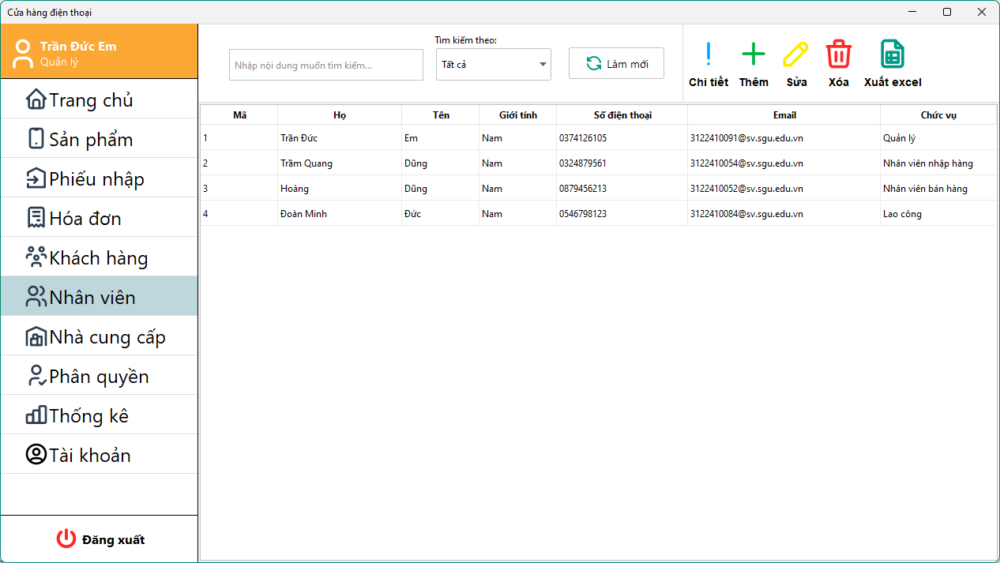 Cửa hàng điện thoại
Trần Đức Em
Quản lý
Trang chủ
Sản phẩm
Phiếu nhập
Hóa đơn
Khách hàng
Nhân viên
Nhà cung cấp
Phân quyền
Thống kê
Tài khoản
Đăng xuất
Nhập nội dung muốn tìm kiếm...
Tìm kiếm theo:
Tất cả
Làm mới
Chi tiết Thêm Sửa Xóa Xuất excel
Mã Họ Tên Giới tính Số điện thoại Email Chức vụ
1 Trần Đức Em Nam 0374126105 3122410091@sv.sgu.edu.vn Quản lý
2 Trầm Quang Dũng Nam 0324879561 3122410054@sv.sgu.edu.vn Nhân viên nhập hàng
3 Hoàng Dũng Nam 0879456213 3122410052@sv.sgu.edu.vn Nhân viên bán hàng
4 Đoàn Minh Đức Nam 0546798123 3122410084@sv.sgu.edu.vn Lao công